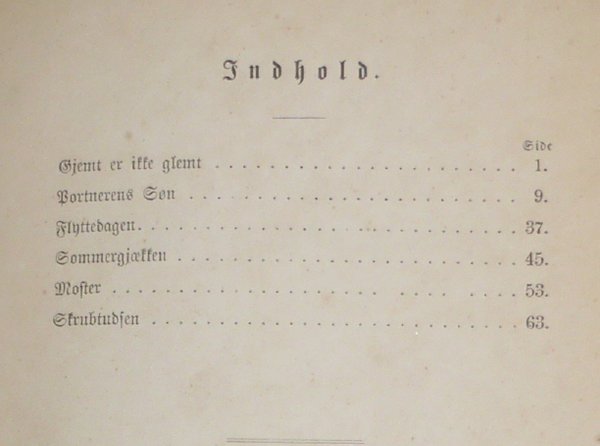 Indhold.
Side
Gjemt er ikke glemt . . . . . . . . . . . . . . . . . . . . . . 1.
Portnerens Søn . . . . . . . . . . . . . . . . . . . . . . . . 9.
Flyttedagen. . . . . . . . . . . . . . . . . . . . . . . . . . 37.
Sommergjækken . . . . . . . . . . . . . . . . . . . . . . . . 45.
Moster . . . . . . . . . . . . . . . . . . . . . . . . . . 53.
Skrubtudsen . . . . . . . . . . . . . . . . . . . . . . . . . 63.